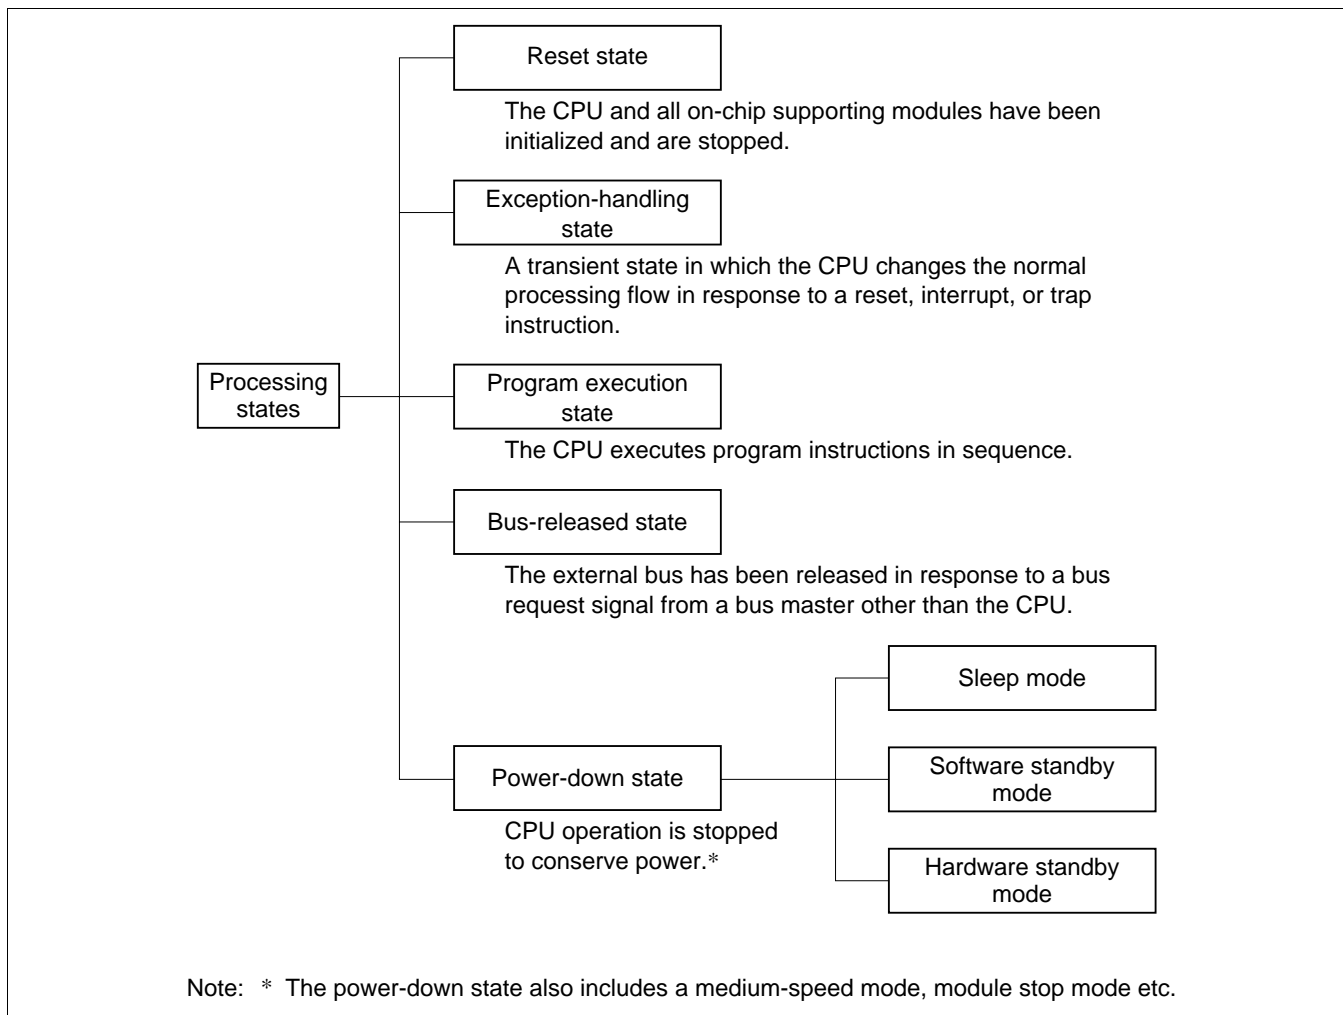 Reset state
The CPU and all on-chip supporting modules have been
initialized and are stopped.
Exception-handling
state
A transient state in which the CPU changes the normal
processing flow in response to a reset, interrupt, or trap
instruction.
Processing
states
Program execution
state
The CPU executes program instructions in sequence.
Bus-released state
The external bus has been released in response to a bus
request signal from a bus master other than the CPU.
Power-down state
CPU operation is stopped
to conserve power.*
Sleep mode
Software standby
mode
Hardware standby
mode
Note: * The power-down state also includes a medium-speed mode, module stop mode etc.